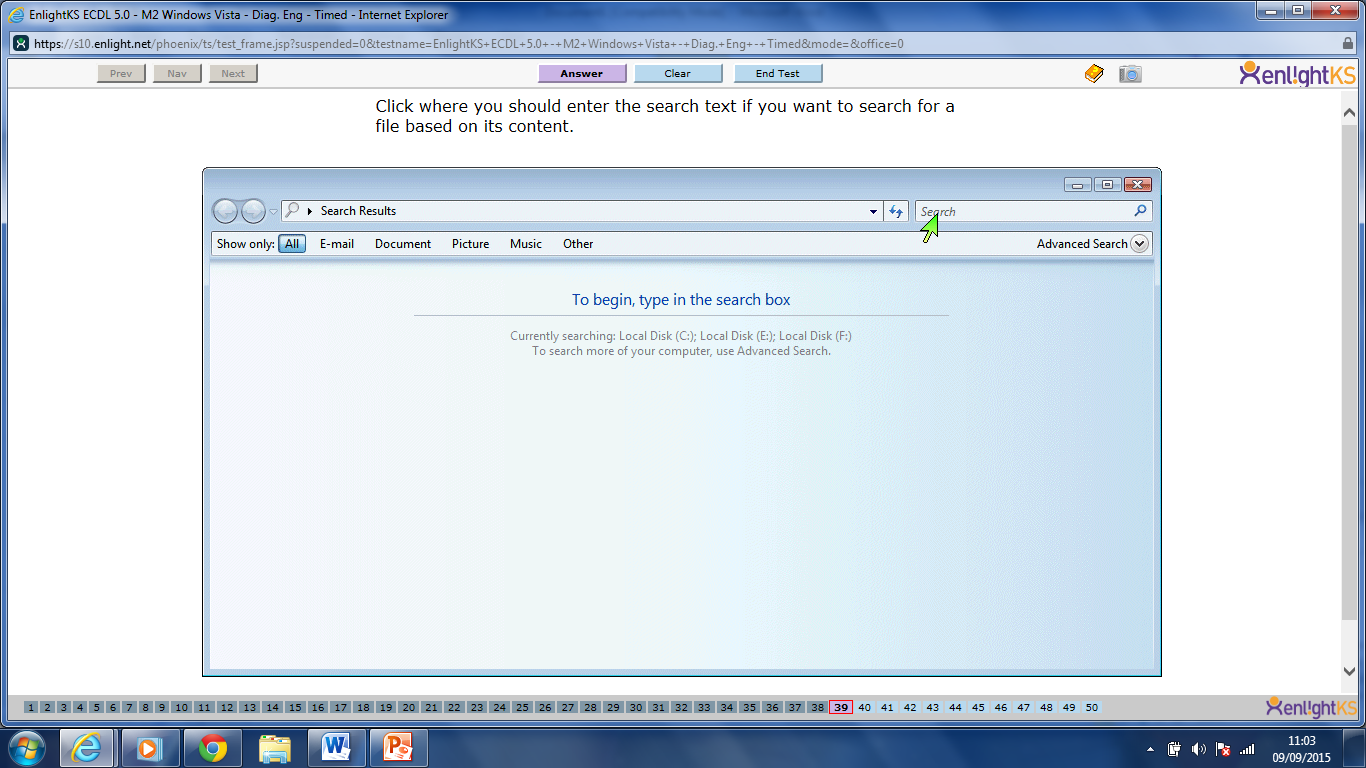 EnlightKS ECDL 5.0 - M2 Windows Vista - Diag. Eng - Timed - Internet Explorer
https://s10.enlight.net/phoenix/ts/test_frame.jsp?suspended=0&testname=EnlightKS+ECDL+5.0+-+M2+Windows+Vista+-+Diag.+Eng+-+Timed&mode=&office=0
Prev Nav Next Answer Clear End Test enlightKS
Click where you should enter the search text if you want to search for a
file based on its content.
Search Results Search
Show only: All E-mail Document Picture Music Other Advanced Search
To begin, type in the search box
Currently searching: Local Disk (C:); Local Disk (E:); Local Disk (F:)
To search more of your computer, use Advanced Search.
1 2 3 4 5 6 7 8 9 10 11 12 13 14 15 16 17 18 19 20 21 22 23 24 25 26 27 28 29 30 31 32 33 34 35 36 37 38 39 40 41 42 43 44 45 46 47 48 49 50 enlightKS
11:03
09/09/2015